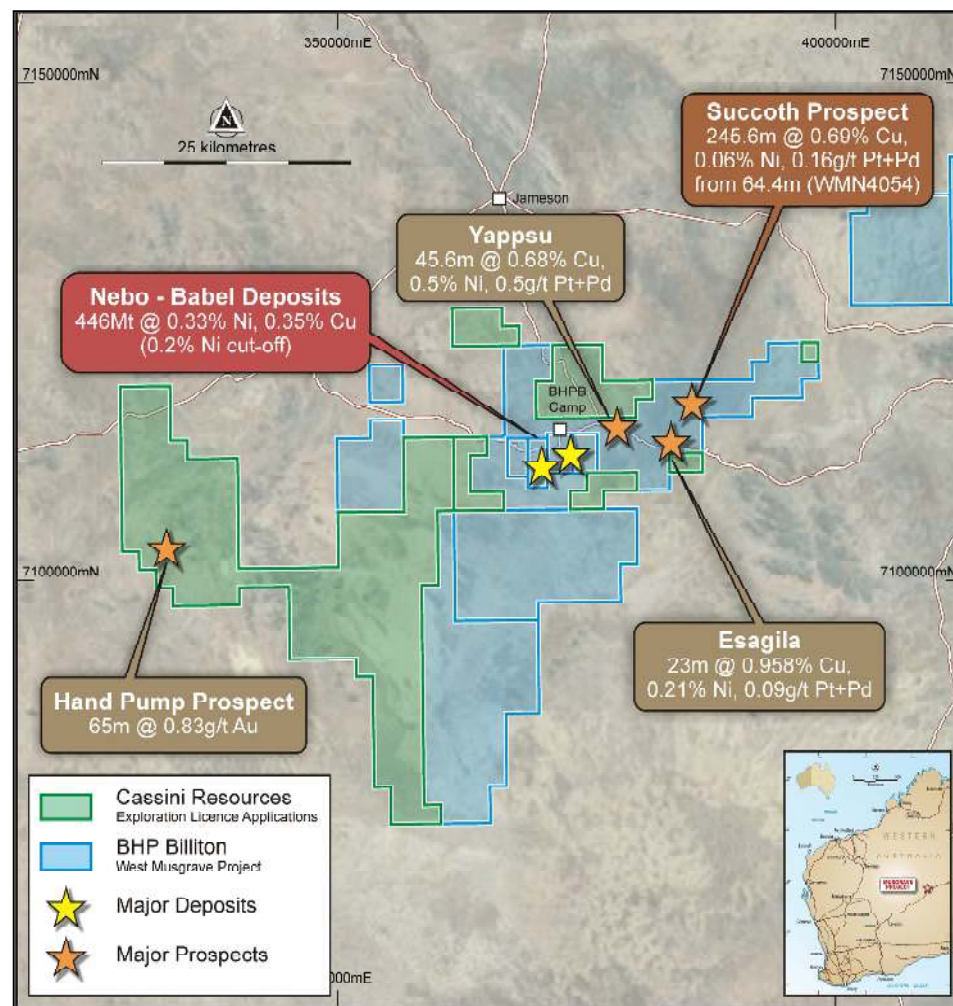 350000mE
400000mE
7150000mN
7150000mN
N
25 kilometres
Succoth Prospect
245.6m @ 0.69% Cu,
0.06% Ni, 0.16g/t Pt+Pd
from 64.4m (WMN4054)
Jameson
Yappsu
45.6m @ 0.68% Cu,
0.5% Ni, 0.5g/t Pt+Pd
Nebo - Babel Deposits
446Mt @ 0.33% Ni, 0.35% Cu
(0.2% Ni cut-off)
BHPB
Camp
7100000mN
7100000mN
Esagila
23m @ 0.958% Cu,
0.21% Ni, 0.09g/t Pt+Pd
Hand Pump Prospect
65m @ 0.83g/t Au
Cassini Resources
Exploration Licence Applications
BHP Billiton
West Musgrave Project
Major Deposits
Major Prospects
WESTERN
AUSTRALIA
MUSGRAVE
PROJECT